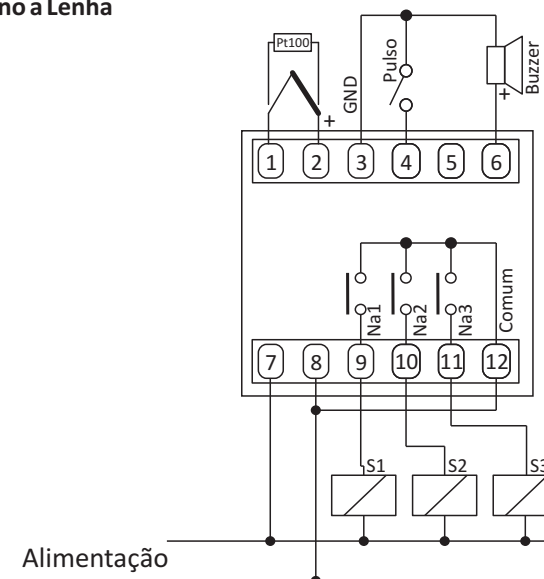 no a Lenha
Pt100
+
GND
Pulso
Buzzer
+
1 2 3 4 5 6
Na1
Na2
Na3
Comum
7 8 9 10 11 12
S1 S2 S3
Alimentação